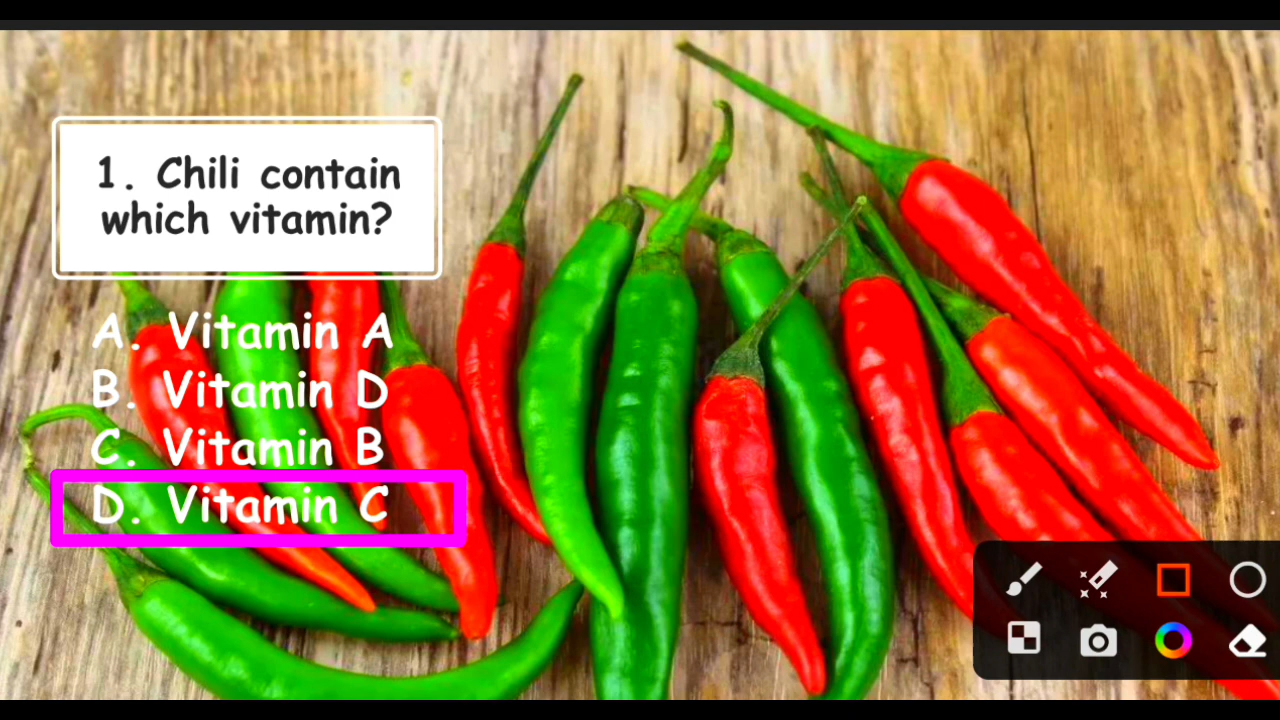 1. Chili contain
which vitamin?
A. Vitamin A
B. Vitamin D
C. Vitamin B
D. Vitamin C